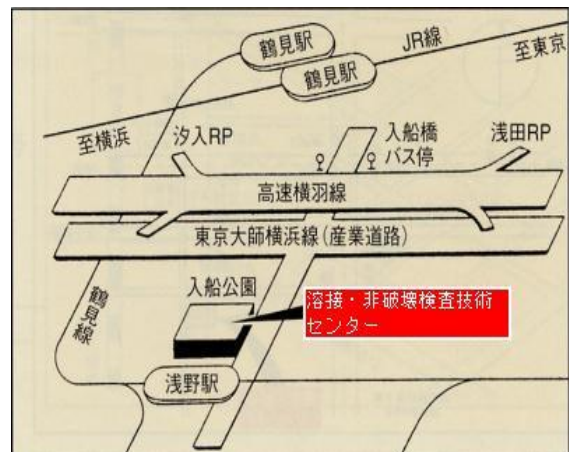 鶴見駅
JR線
至東京
鶴見駅
至横浜
汐入RP
入船橋
バス停
浅田RP
高速横羽線
東京大師横浜線(産業道路)
鶴見線
入船公園
溶接・非破壊検査技術
センター
浅野駅